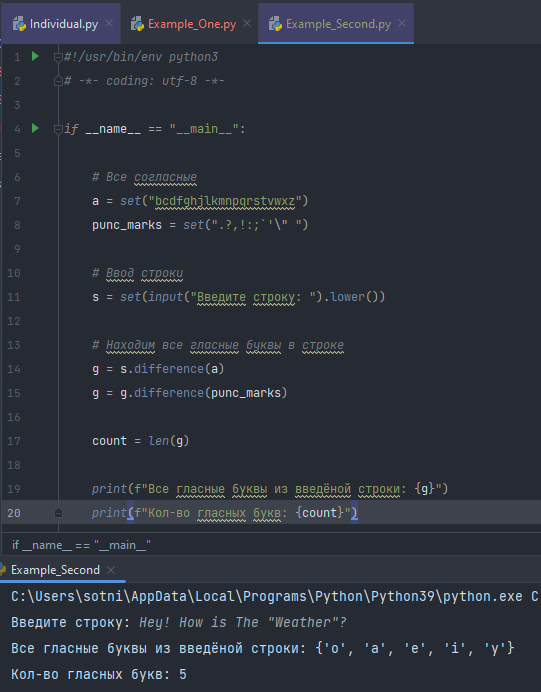 Individual.py Example_One.py Example_Second.py
1 #!/usr/bin/env python3
2 # -*- coding: utf-8 -*-
3
4 if __name__ == "__main__":
5
6 # Все согласные
7 a = set("bcdfghjlkmnpqrstvwxz")
8 punc_marks = set(".?,!:;`'\" ")
9
10 # Ввод строки
11 s = set(input("Введите строку: ").lower())
12
13 # Находим все гласные буквы в строке
14 g = s.difference(a)
15 g = g.difference(punc_marks)
16
17 count = len(g)
18
19 print(f"Все гласные буквы из введёной строки: {g}")
20 print(f"Кол-во гласных букв: {count}")
if __name__ == "__main__"
Example_Second
C:\Users\sotni\AppData\Local\Programs\Python\Python39\python.exe C
Введите строку: Hey! How is The "Weather"?
Все гласные буквы из введёной строки: {'o', 'a', 'e', 'i', 'y'}
Кол-во гласных букв: 5